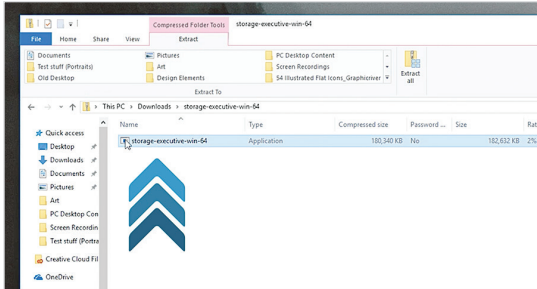 Compressed Folder Tools storage-executive-win-64
File Home Share View Extract
Documents Pictures PC Desktop Content
Test stuff (Portraits) Art Screen Recordings
Old Desktop Design Elements 54 Illustrated Flat Icons_Graphicriver
Extract all
Extract To
This PC > Downloads > storage-executive-win-64
Name Type Compressed size Password ... Size Rat
storage-executive-win-64 Application 180,340 KB No 182,632 KB 2%
Quick access
Desktop
Downloads
Documents
Pictures
Art
PC Desktop Con
Screen Recordin
Test stuff (Portra
Creative Cloud Fil
OneDrive